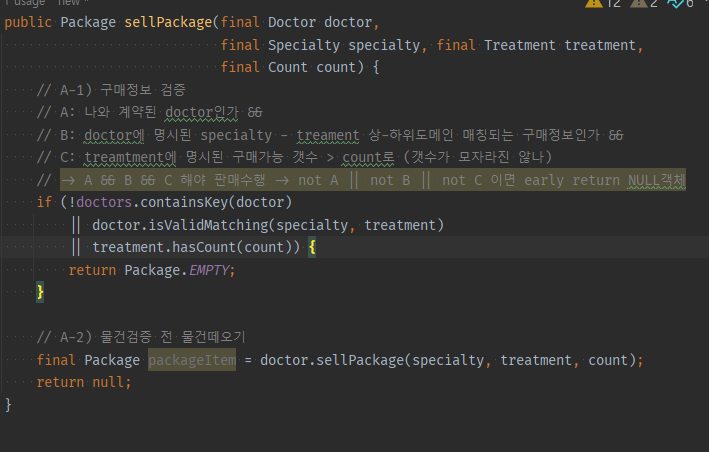 1 usage new *
12 2 6
public Package sellPackage(final Doctor doctor,
final Specialty specialty, final Treatment treatment,
final Count count) {
// A-1) 구매정보 검증
// A: 나와 계약된 doctor인가 &&
// B: doctor에 명시된 specialty - treament 상-하위도메인 매칭되는 구매정보인가 &&
// C: treamtment에 명시된 구매가능 갯수 > count로 (갯수가 모자라진 않나)
// -> A && B && C 해야 판매수행 -> not A || not B || not C 이면 early return NULL객체
if (!doctors.containsKey(doctor)
|| doctor.isValidMatching(specialty, treatment)
|| treatment.hasCount(count)) {
return Package.EMPTY;
}
// A-2) 물건검증 전 물건떼오기
final Package packageItem = doctor.sellPackage(specialty, treatment, count);
return null;
}